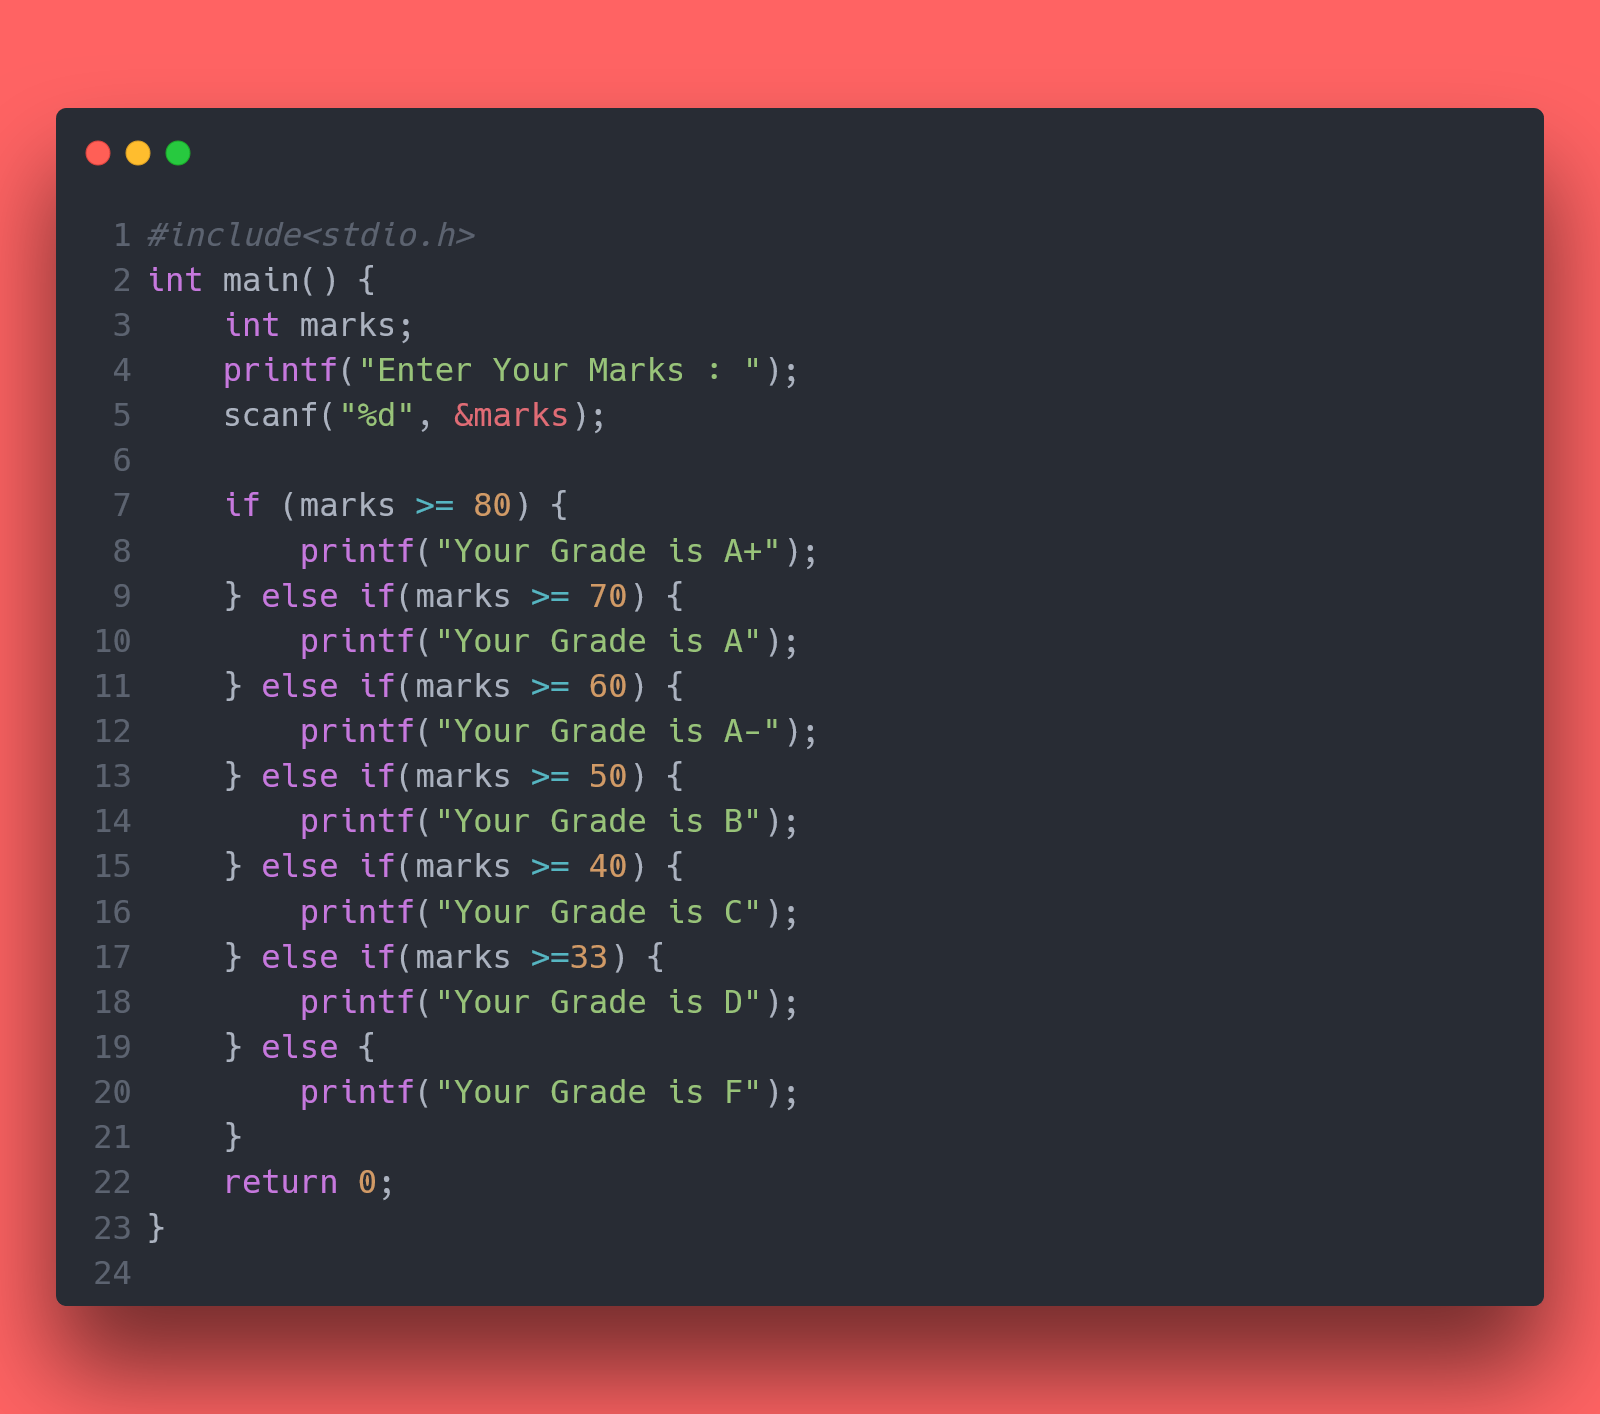 1 #include<stdio.h>
2 int main() {
3     int marks;
4     printf("Enter Your Marks : ");
5     scanf("%d", &marks);
6
7     if (marks >= 80) {
8         printf("Your Grade is A+");
9     } else if(marks >= 70) {
10         printf("Your Grade is A");
11     } else if(marks >= 60) {
12         printf("Your Grade is A-");
13     } else if(marks >= 50) {
14         printf("Your Grade is B");
15     } else if(marks >= 40) {
16         printf("Your Grade is C");
17     } else if(marks >=33) {
18         printf("Your Grade is D");
19     } else {
20         printf("Your Grade is F");
21     }
22     return 0;
23 }
24